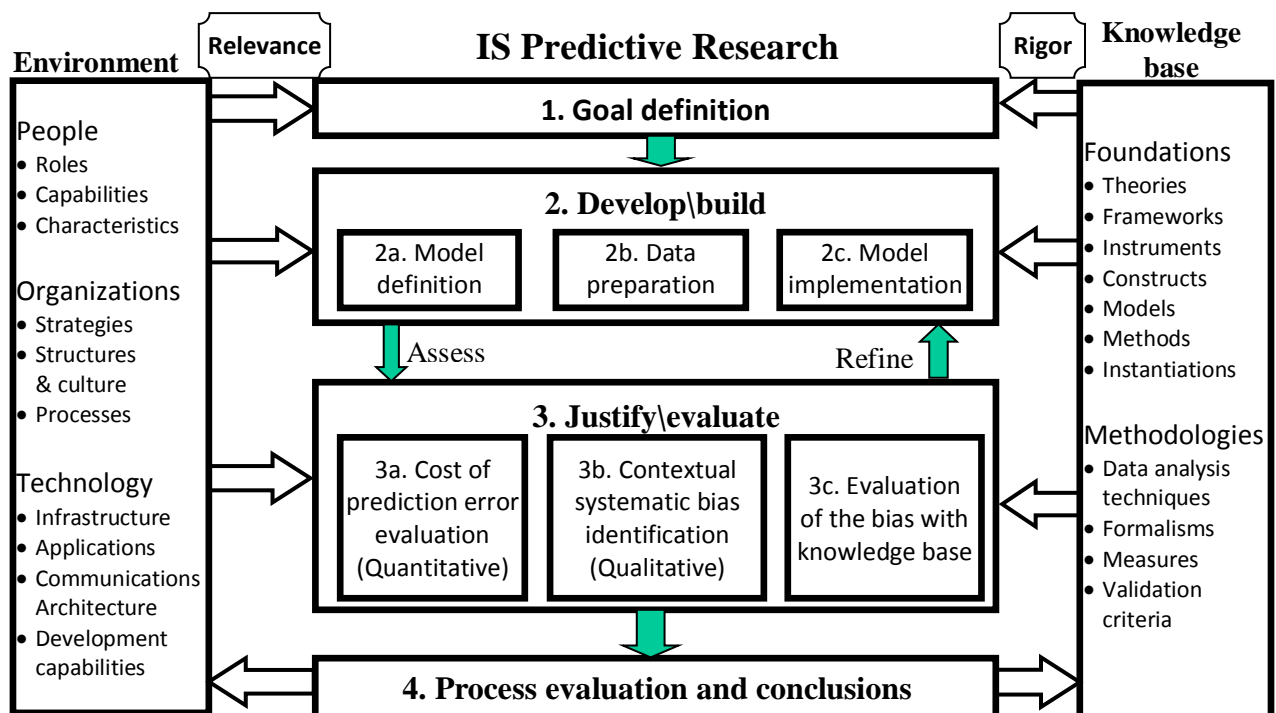 Relevance
IS Predictive Research
Rigor
Knowledge
base
Environment
People
• Roles
• Capabilities
• Characteristics
Organizations
• Strategies
• Structures
& culture
• Processes
Technology
• Infrastructure
• Applications
• Communications
Architecture
• Development
capabilities
1. Goal definition
2. Develop\build
2a. Model
definition
2b. Data
preparation
2c. Model
implementation
Assess
Refine
3. Justify\evaluate
3a. Cost of
prediction error
evaluation
(Quantitative)
3b. Contextual
systematic bias
identification
(Qualitative)
3c. Evaluation
of the bias with
knowledge base
4. Process evaluation and conclusions
Foundations
• Theories
• Frameworks
• Instruments
• Constructs
• Models
• Methods
• Instantiations
Methodologies
• Data analysis
techniques
• Formalisms
• Measures
• Validation
criteria